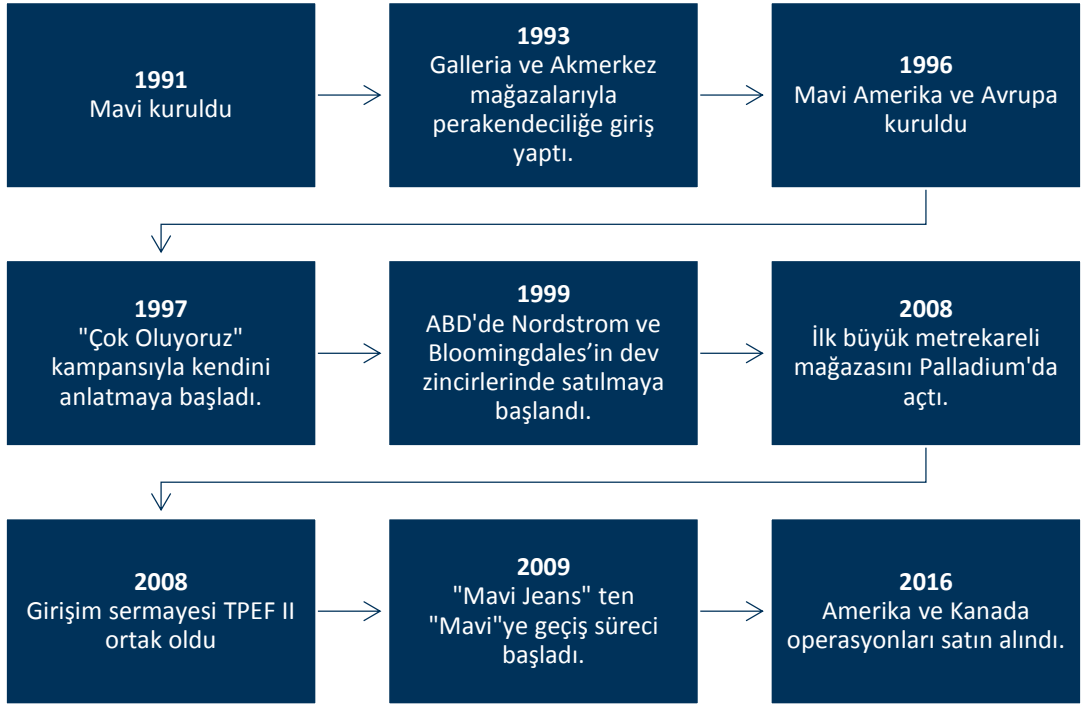 1991
Mavi kuruldu
1993
Galleria ve Akmerkez
mağazalarıyla
perakendeciliğe giriş
yaptı.
1996
Mavi Amerika ve Avrupa
kuruldu
1997
"Çok Oluyoruz"
kampansıyla kendini
anlatmaya başladı.
1999
ABD'de Nordstrom ve
Bloomingdales’in dev
zincirlerinde satılmaya
başlandı.
2008
İlk büyük metrekareli
mağazasını Palladium'da
açtı.
2008
Girişim sermayesi TPEF II
ortak oldu
2009
"Mavi Jeans" ten
"Mavi"ye geçiş süreci
başladı.
2016
Amerika ve Kanada
operasyonları satın alındı.